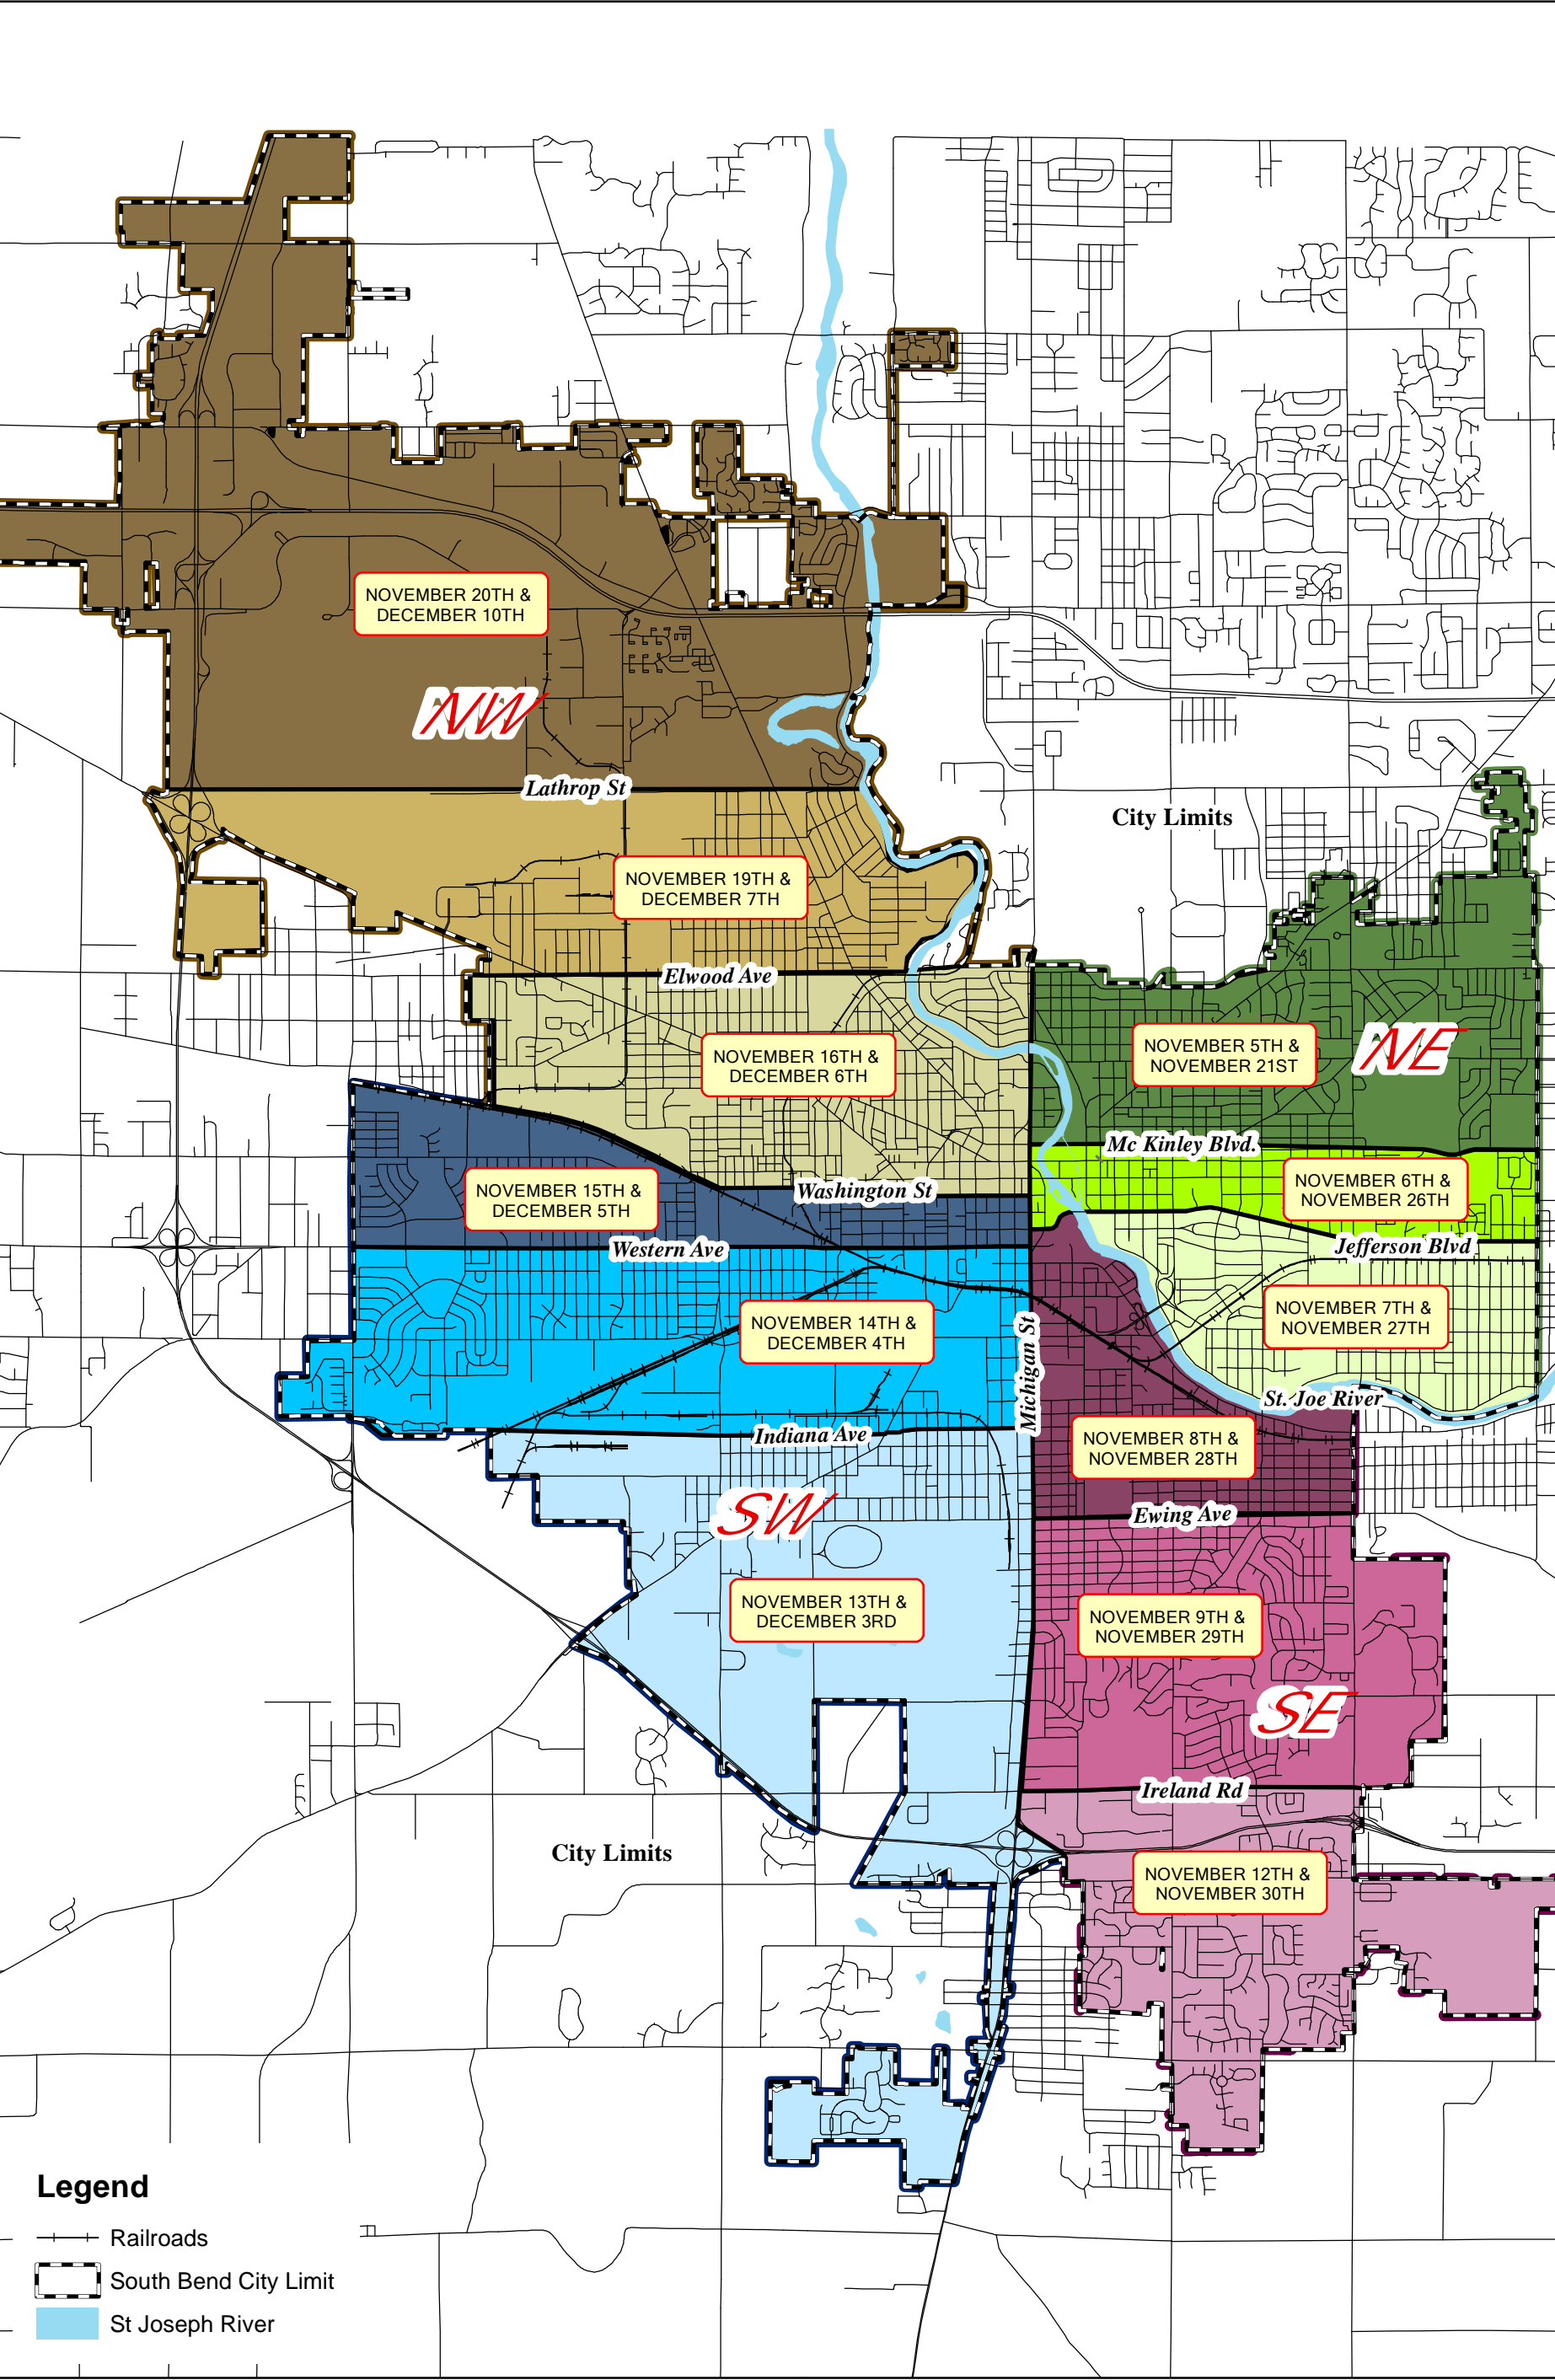 NOVEMBER 20TH &
DECEMBER 10TH
NW
Lathrop St
City Limits
NOVEMBER 19TH &
DECEMBER 7TH
Elwood Ave
NOVEMBER 16TH &
DECEMBER 6TH
NOVEMBER 5TH &
NOVEMBER 21ST
NE
Mc Kinley Blvd.
NOVEMBER 15TH &
DECEMBER 5TH
Washington St
NOVEMBER 6TH &
NOVEMBER 26TH
Western Ave
Jefferson Blvd
NOVEMBER 14TH &
DECEMBER 4TH
Michigan St
NOVEMBER 7TH &
NOVEMBER 27TH
St. Joe River
Indiana Ave
NOVEMBER 8TH &
NOVEMBER 28TH
SW
Ewing Ave
NOVEMBER 13TH &
DECEMBER 3RD
NOVEMBER 9TH &
NOVEMBER 29TH
SE
Ireland Rd
City Limits
NOVEMBER 12TH &
NOVEMBER 30TH
Legend
Railroads
South Bend City Limit
St Joseph River